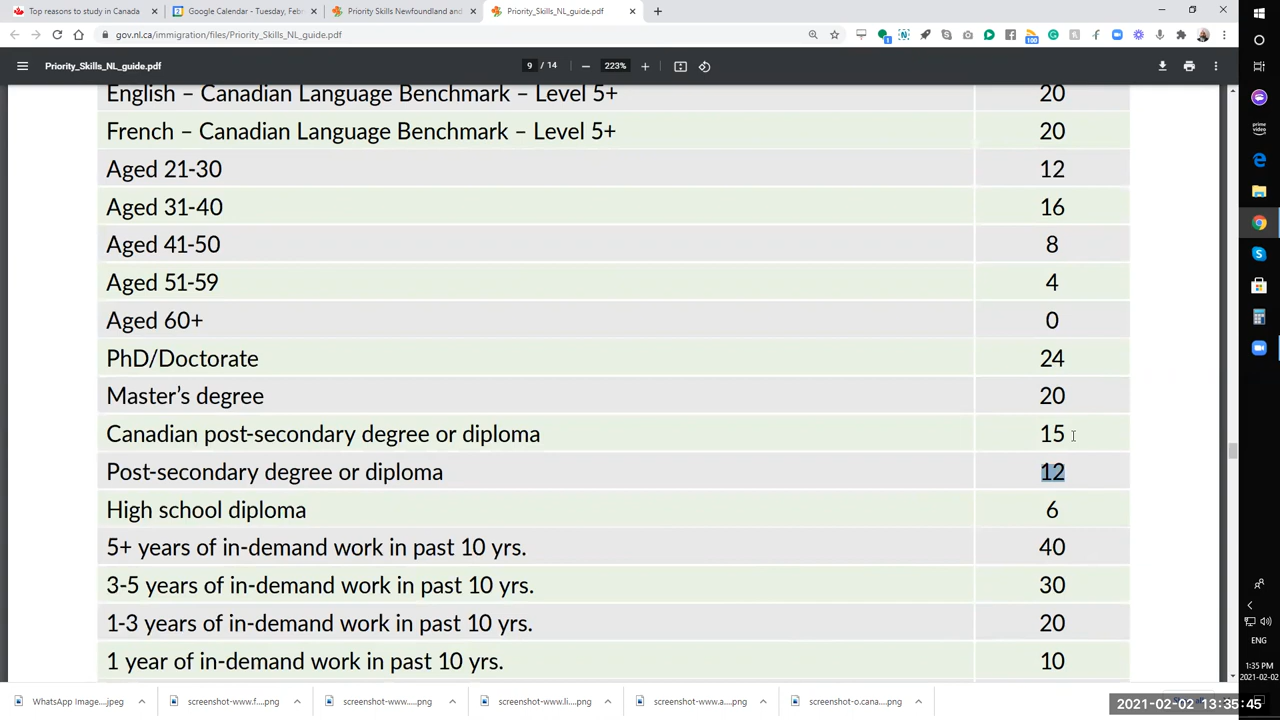 Top reasons to study in Canada
Google Calendar - Tuesday, Feb
Priority Skills Newfoundland and
Priority_Skills_NL_guide.pdf
gov.nl.ca/immigration/files/Priority_Skills_NL_guide.pdf
Priority_Skills_NL_guide.pdf
9 / 14
223%
English – Canadian Language Benchmark – Level 5+ 20
French – Canadian Language Benchmark – Level 5+ 20
Aged 21-30 12
Aged 31-40 16
Aged 41-50 8
Aged 51-59 4
Aged 60+ 0
PhD/Doctorate 24
Master’s degree 20
Canadian post-secondary degree or diploma 15
Post-secondary degree or diploma 12
High school diploma 6
5+ years of in-demand work in past 10 yrs. 40
3-5 years of in-demand work in past 10 yrs. 30
1-3 years of in-demand work in past 10 yrs. 20
1 year of in-demand work in past 10 yrs. 10
WhatsApp Image....jpeg
screenshot-www.f....png
screenshot-www.....png
screenshot-www.li....png
screenshot-www.a....png
screenshot-o.cana....png
prime video
ENG
1:35 PM
2021-02-02
2021-02-02 13:35:45